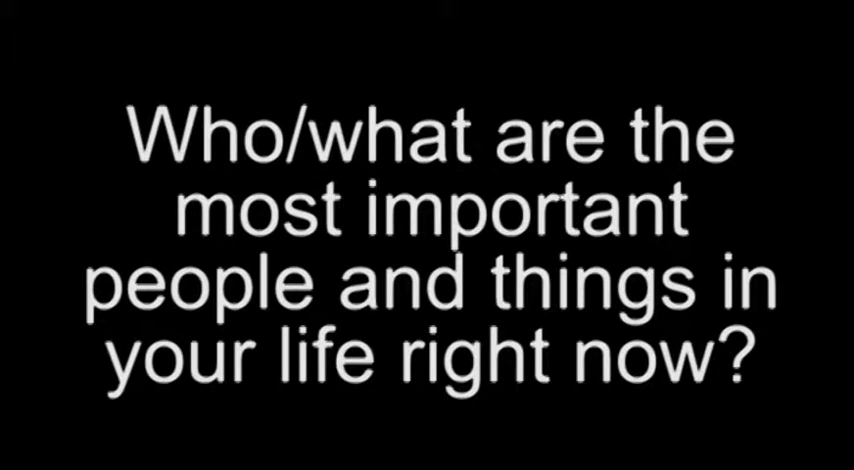 Who/what are the
most important
people and things in
your life right now?